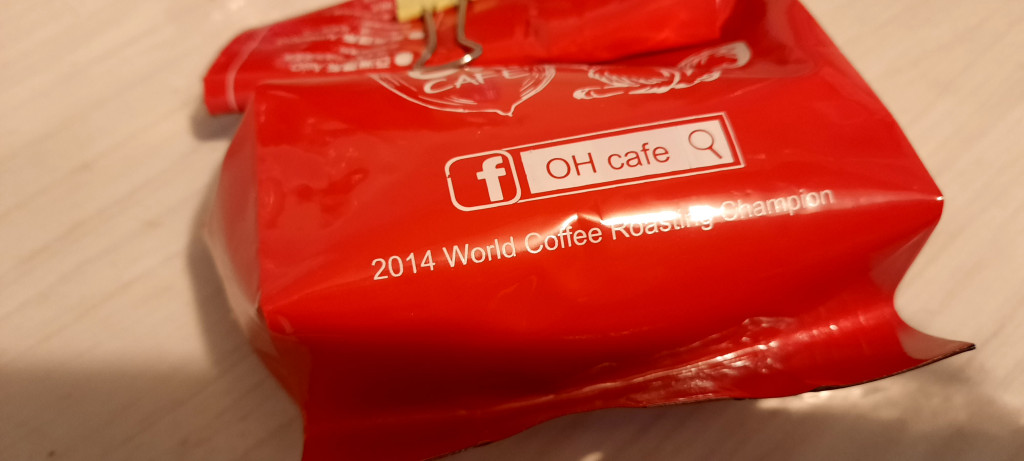 CAFE
f OH cafe
2014 World Coffee Roasting Champion